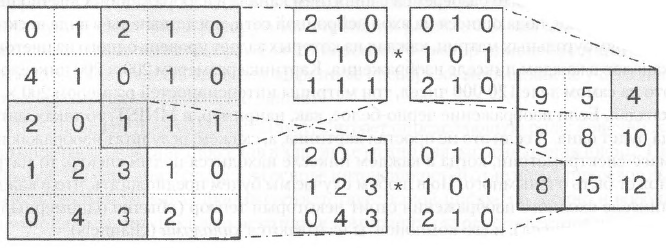 0 1 2 1 0 2 1 0 1 0 0
4 1 0 1 0 0 1 0 * 1 0 0
2 0 1 1 1 1 1 1 2 1 0 9 5 4
8 8 10
1 2 3 1 0 2 0 1 1 0 0
1 2 3 * 1 0 0 8 15 12
0 4 3 2 0 0 4 3 2 1 0